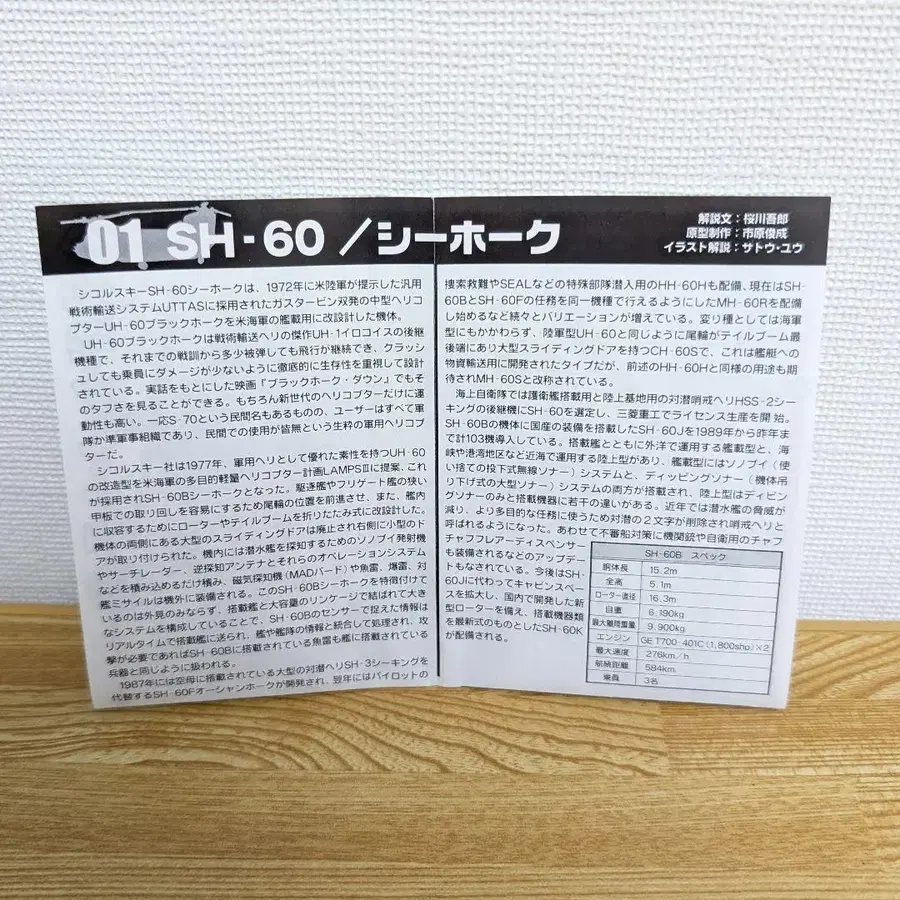 01 SH-60／シーホーク
解説文：桜川吾郎
原型制作：市原俊成
イラスト解説：サトウ・ユウ
シコルスキーSH-60シーホークは、1972年に米陸軍が提示した汎用
戦術輸送システムUTTASに採用されたガスタービン双発の中型ヘリコ
プターUH-60ブラックホークを米海軍の艦載用に改設計した機体。
UH-60ブラックホークは戦術輸送ヘリの傑作UH-1イロコイスの後継
機種で、それまでの戦訓から多少被弾しても飛行が継続でき、クラッシ
ュしても乗員にダメージが少ないように徹底的に生存性を重視して設計
されている。実話をもとにした映画『ブラックホーク・ダウン』でもそ
のタフさを見ることができる。もちろん新世代のヘリコプターだけに運
動性も高い。一応S-70という民間名もあるものの、ユーザーはすべて軍
隊か準軍事組織であり、民間での使用が皆無という生粋の軍用ヘリコプ
ターだ。
シコルスキー社は1977年、軍用ヘリとして優れた素性を持つUH-60
の改造型を米海軍の多目的軽量ヘリコプター計画LAMPSⅢに提案、これ
が採用されSH-60Bシーホークとなった。駆逐艦やフリゲート艦の狭い
甲板での取り回しを容易にするため尾輪の位置を前進させ、また、艦内
に収容するためにローターやテイルブームを折りたたみ式に改設計した。
機体の両側にある大型のスライディングドアは廃止され右側に小型のド
アが取り付けられた。機内には潜水艦を探知するためのソノブイ発射機
やサーチレーダー、逆探知アンテナとそれらのオペレーションシステム
などを積み込めるだけ積み、磁気探知機（MADバード）や魚雷、爆雷、対
艦ミサイルは機外に装備される。このSH-60Bシーホークを特徴付けて
いるのは外見のみならず、搭載艦と大容量のリンケージで結ばれて大き
なシステムを構成していることで、SH-60Bのセンサーで捉えた情報は
リアルタイムで搭載艦に送られ、艦や艦隊の情報と統合して処理され、攻
撃が必要であればSH-60Bに搭載されている魚雷も艦に搭載されている
兵器と同じように扱われる。
1987年には空母に搭載されている大型の対潜ヘリSH-3シーキングを
代替するSH-60Fオーシャンホークが開発され、翌年にはパイロットの
捜索救難やSEALなどの特殊部隊潜入用のHH-60Hも配備、現在はSH-
60BとSH-60Fの任務を同一機種で行えるようにしたMH-60Rを配備
し始めるなど続々とバリエーションが増えている。変り種としては海軍
型にもかかわらず、陸軍型UH-60と同じように尾輪がテイルブーム最
後端にあり大型スライディングドアを持つCH-60Sで、これは艦艇への
物資輸送用に開発されたタイプだが、前述のHH-60Hと同様の用途も期
待されMH-60Sと改称されている。
海上自衛隊では護衛艦搭載用と陸上基地用の対潜哨戒ヘリHSS-2シー
キングの後継機にSH-60を選定し、三菱重工でライセンス生産を開始。
SH-60Bの機体に国産の装備を搭載したSH-60Jを1989年から昨年ま
で計103機導入している。搭載艦とともに外洋で運用する艦載型と、海
峡や港湾地区など近海で運用する陸上型があり、艦載型にはソノブイ（使
い捨ての投下式無線ソナー）システムと、ディッピングソナー（機体吊
り下げ式の大型ソナー）システムの両方が搭載され、陸上型はディピン
グソナーのみと搭載機器に若干の違いがある。近年では潜水艦の脅威が
減り、より多目的な任務に使うため対潜の2文字が削除され哨戒ヘリと
呼ばれるようになった。あわせて不審船対策に機関銃や自衛用のチャフ
チャフフレアーディスペンサー
も装備されるなどのアップデー
トもなされている。今後はSH-
60Jに代わってキャビンスペー
スを拡大し、国内で開発した新
型ローターを備え、搭載機器類
を最新式のものとしたSH-60K
が配備される。
SH-60B スペック
胴体長 15.2m
全高 5.1m
ローター直径 16.3m
自重 6,190kg
最大離陸重量 9,900kg
エンジン GE T700-401C（1,800shp）×2
最大速度 276km/h
航続距離 584km
乗員 3名